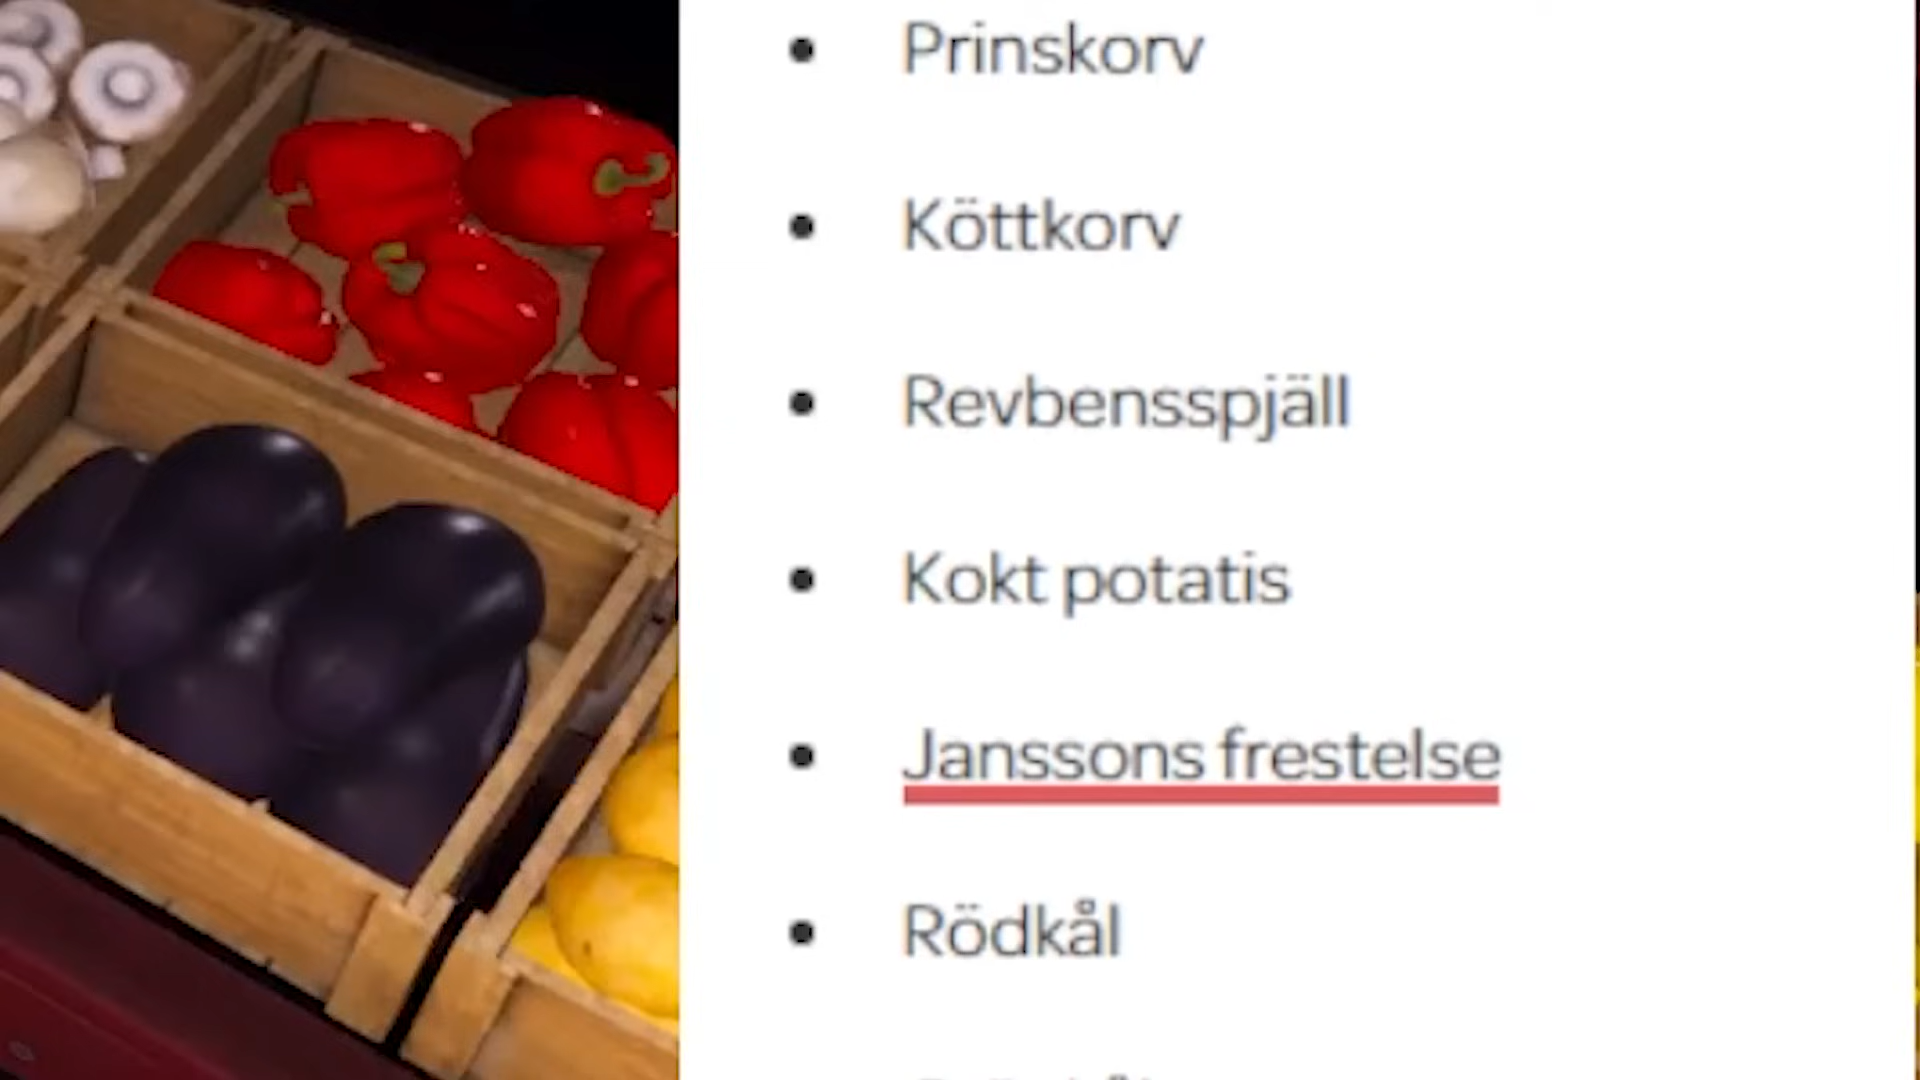 Prinskorv
Köttkorv
Revbensspjäll
Kokt potatis
Janssons frestelse
Rödkål